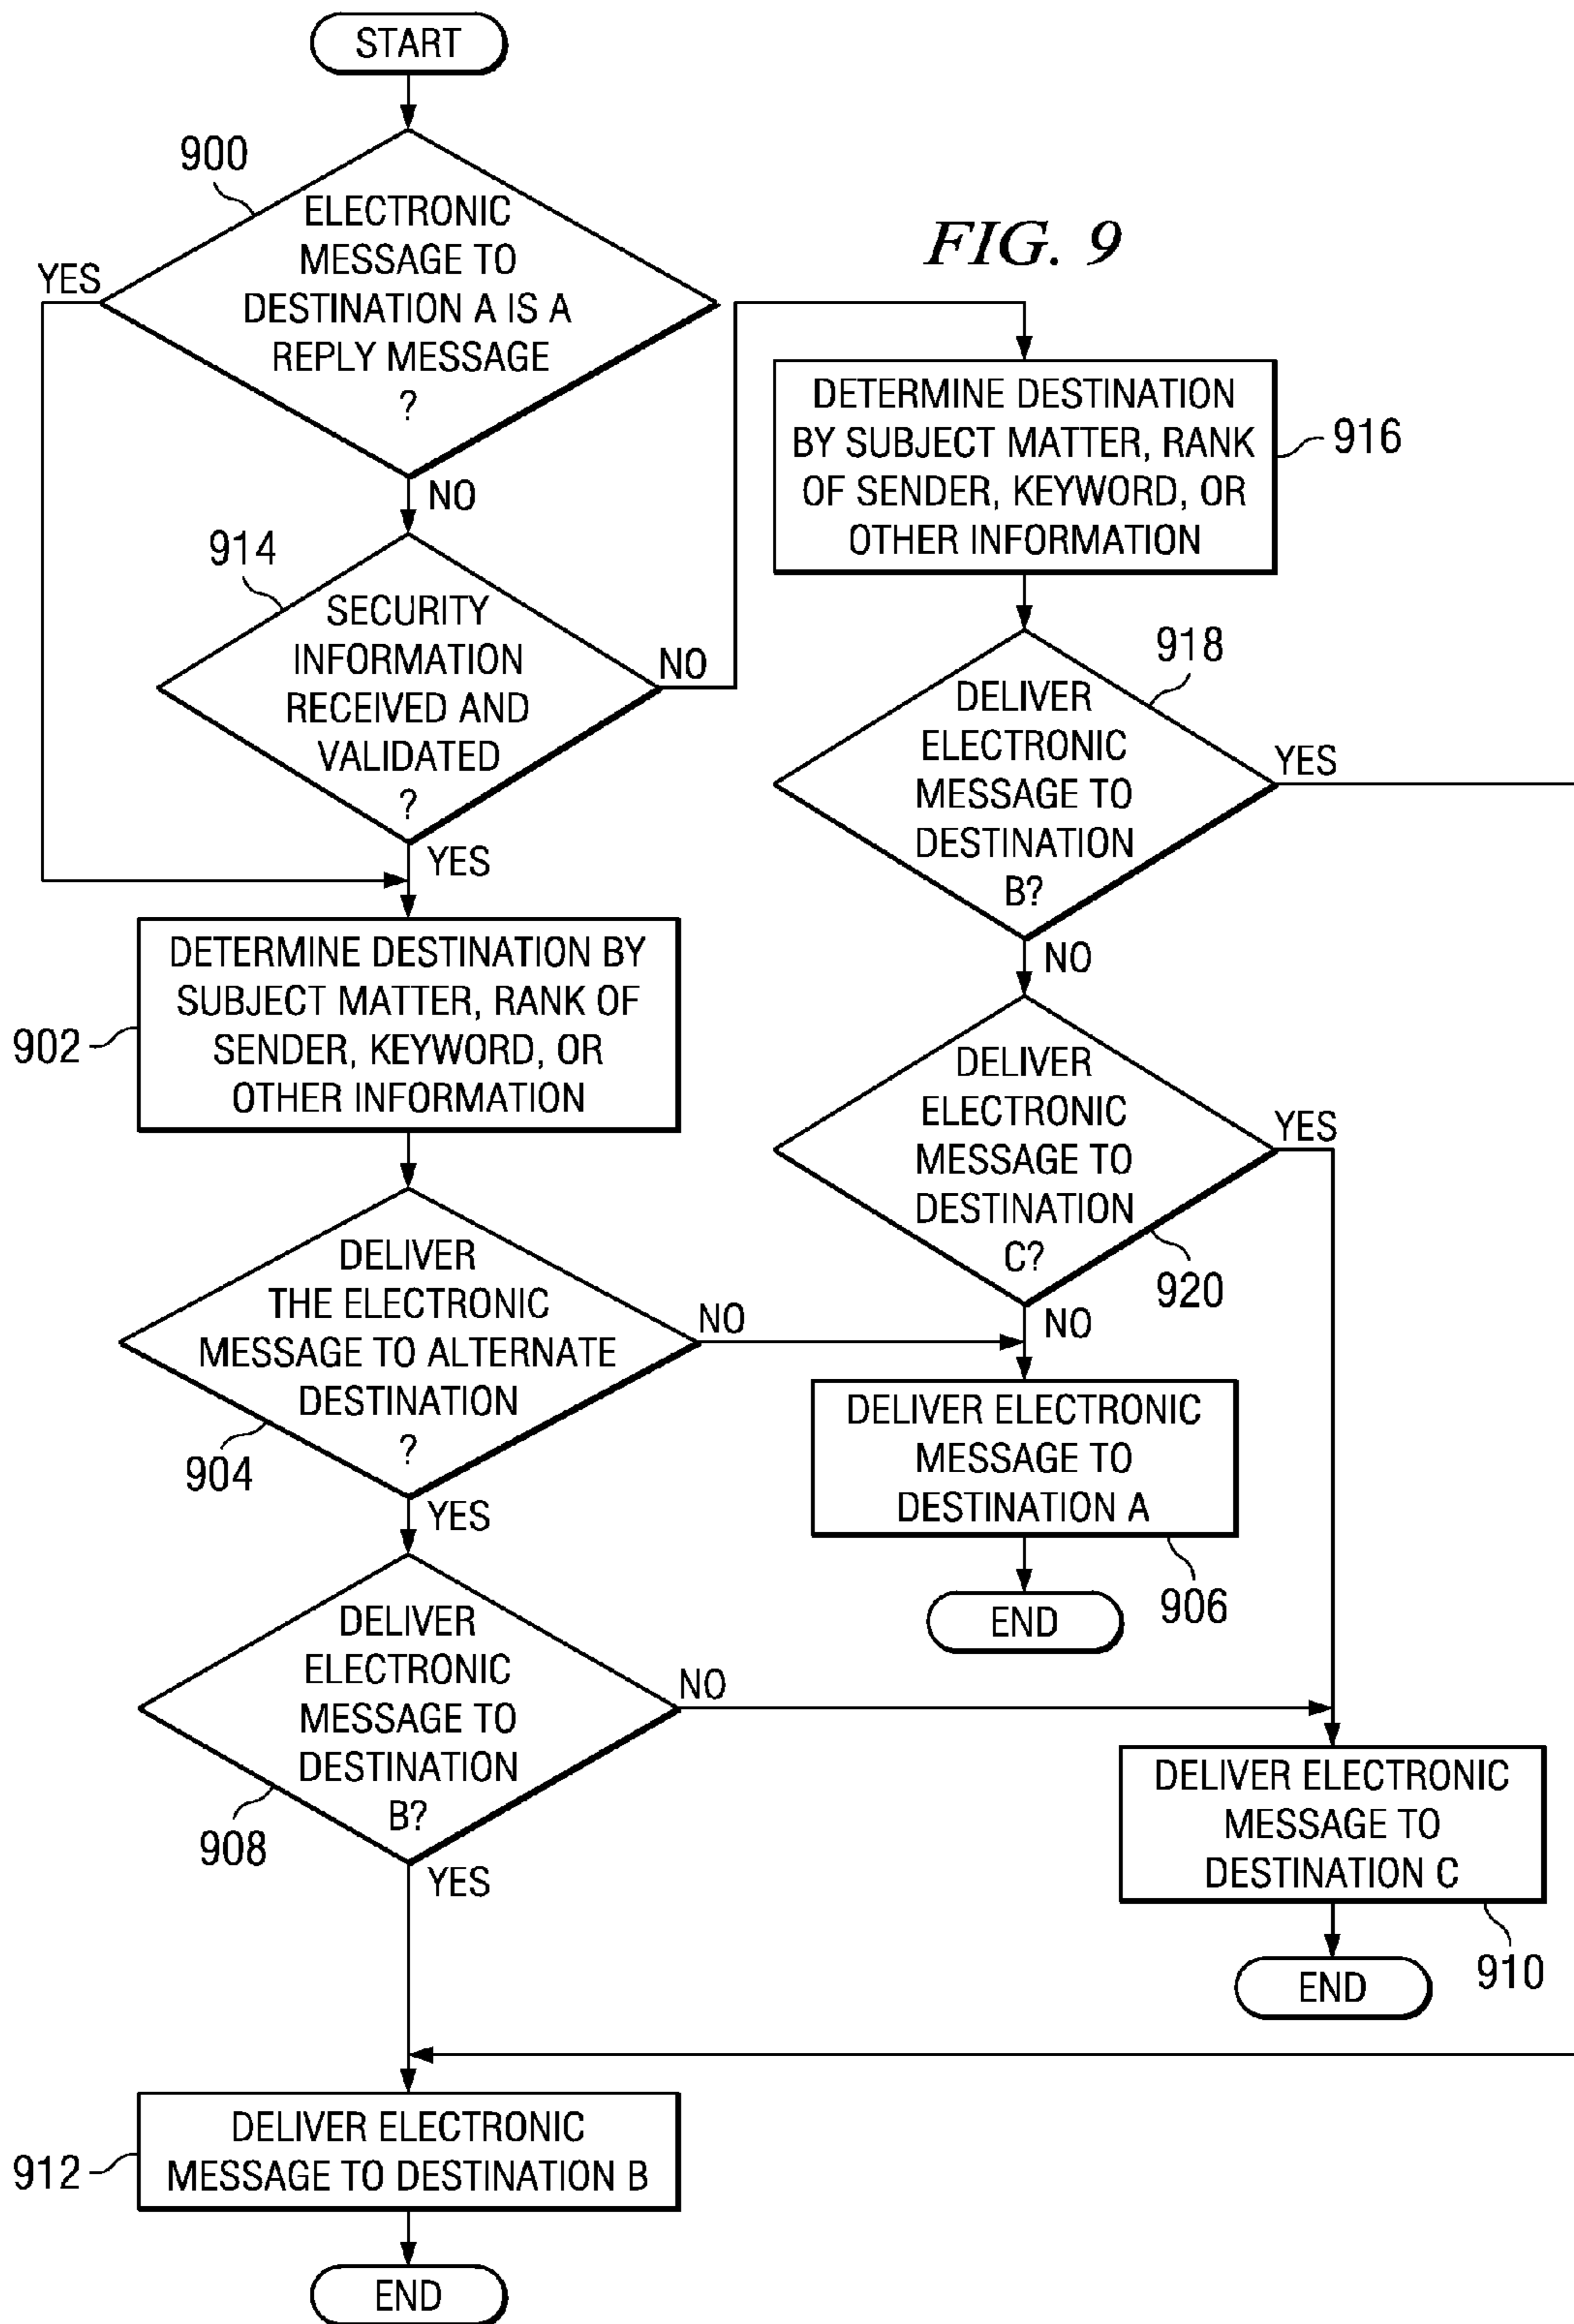 START
900
ELECTRONIC
MESSAGE TO
DESTINATION A IS A
REPLY MESSAGE
?
YES
NO
FIG. 9
914
SECURITY
INFORMATION
RECEIVED AND
VALIDATED
?
NO
YES
DETERMINE DESTINATION BY
SUBJECT MATTER, RANK OF
SENDER, KEYWORD, OR
OTHER INFORMATION
902
DELIVER
THE ELECTRONIC
MESSAGE TO ALTERNATE
DESTINATION
?
904
NO
YES
DELIVER
ELECTRONIC
MESSAGE TO
DESTINATION
B?
908
NO
YES
DELIVER ELECTRONIC
MESSAGE TO DESTINATION B
912
END
DETERMINE DESTINATION
BY SUBJECT MATTER, RANK
OF SENDER, KEYWORD, OR
OTHER INFORMATION
916
918
DELIVER
ELECTRONIC
MESSAGE TO
DESTINATION
B?
YES
NO
DELIVER
ELECTRONIC
MESSAGE TO
DESTINATION
C?
YES
920
NO
DELIVER ELECTRONIC
MESSAGE TO
DESTINATION A
906
END
DELIVER ELECTRONIC
MESSAGE TO
DESTINATION C
910
END